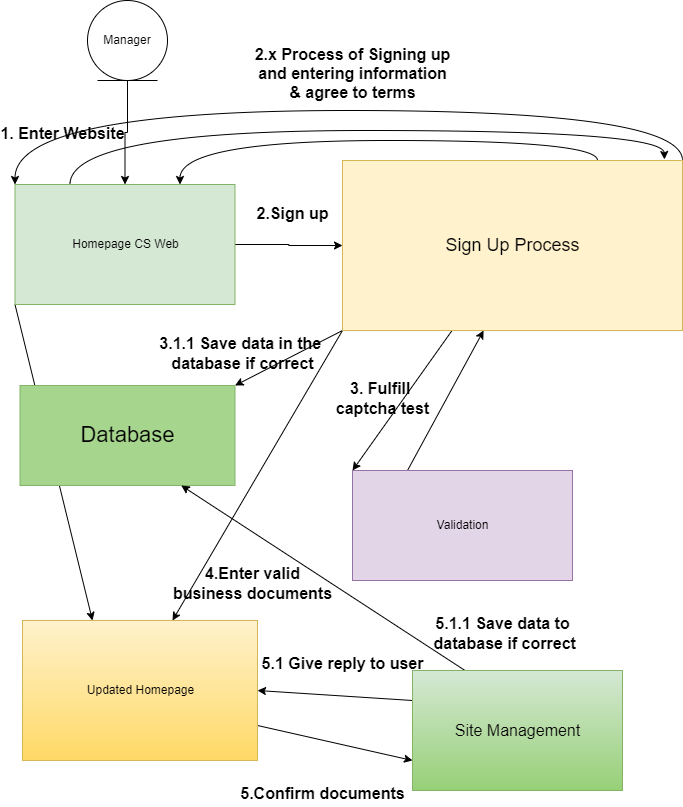 Manager
2.x Process of Signing up
and entering information
& agree to terms
1. Enter Website
2.Sign up
Homepage CS Web
Sign Up Process
3.1.1 Save data in the
database if correct
3. Fulfill
captcha test
Database
Validation
4.Enter valid
business documents
5.1.1 Save data to
database if correct
5.1 Give reply to user
Updated Homepage
Site Management
5.Confirm documents